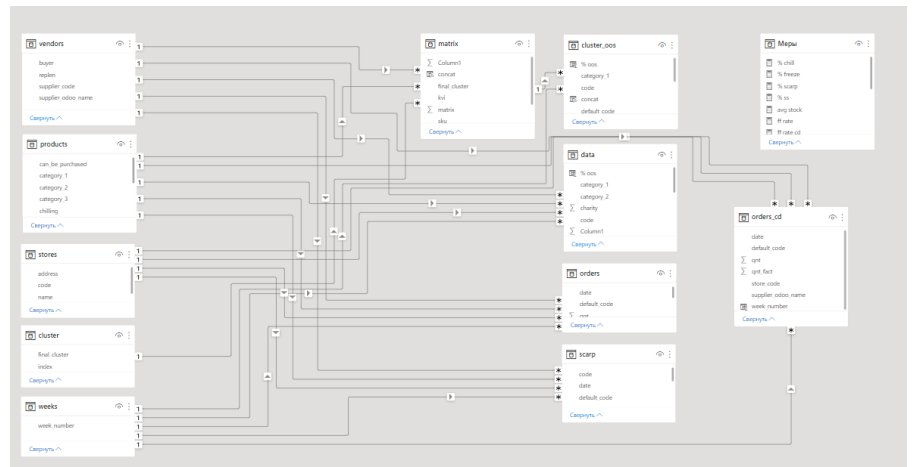 vendors
buyer
replen
supplier_code
supplier_odoo_name
Свернуть
products
can_be_purchased
category_1
category_2
category_3
chilling
Свернуть
stores
address
code
name
Свернуть
cluster
final_cluster
index
Свернуть
weeks
week_number
Свернуть
matrix
Column1
concat
final_cluster
kvi
matrix
sku
Свернуть
cluster_oos
% oos
category_1
code
concat
default_code
Свернуть
data
% oos
category_1
category_2
charity
code
Column1
Свернуть
orders
date
default_code
qnt
Свернуть
scarp
code
date
default_code
Свернуть
Меры
% chill
% freeze
% scarp
% ss
avg stock
ff rate
ff rate cd
Свернуть
orders_cd
date
default_code
qnt
qnt_fact
store_code
supplier_odoo_name
week_number
Свернуть